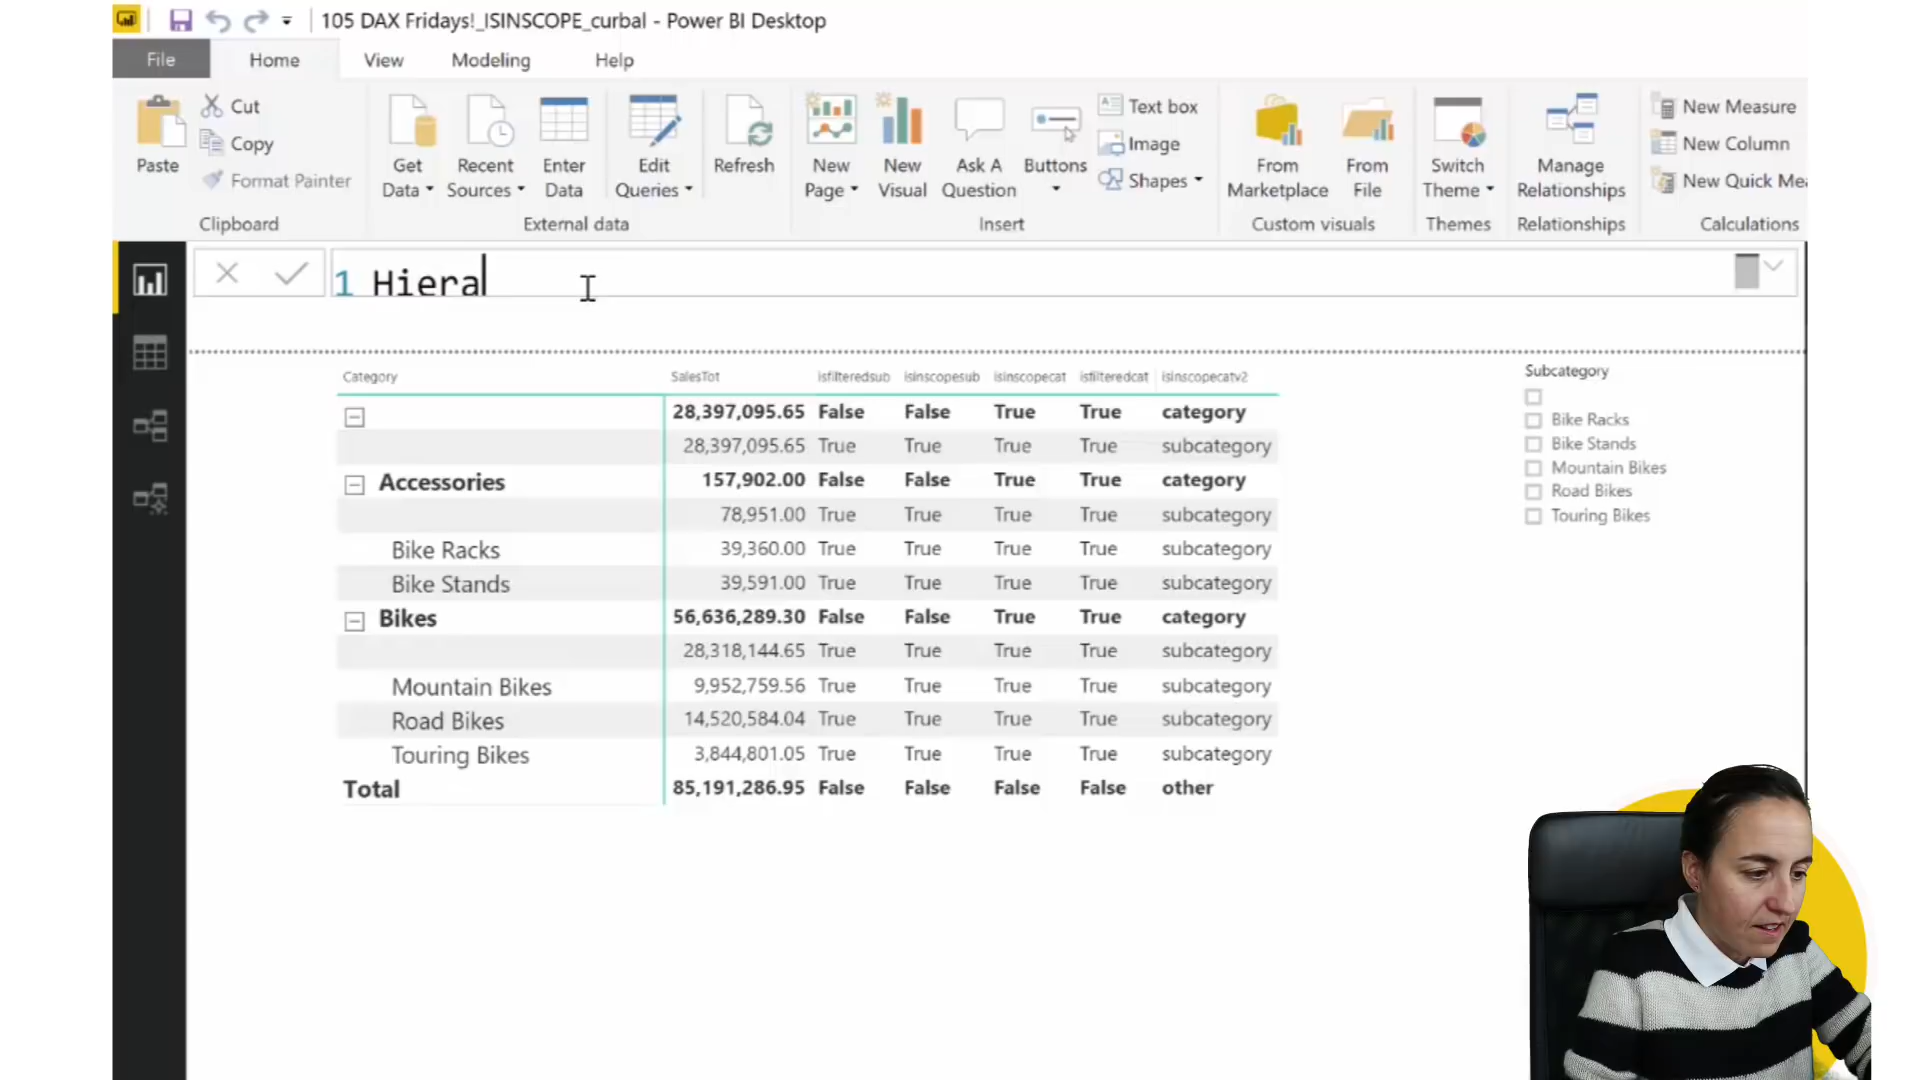 105 DAX Fridays!_ISINSCOPE_curbal - Power BI Desktop
File Home View Modeling Help
Paste Cut Copy Format Painter Clipboard
Get Data Recent Sources Enter Data Edit Queries Refresh External data
New Page New Visual Ask A Question Buttons Text box Image Shapes Insert
From Marketplace From File Custom visuals
Switch Theme Themes
Manage Relationships Relationships
New Measure New Column New Quick Mea Calculations
1 Hiera
Category SalesTot isfilteredsub isinscopesub isinscopecat isfilteredcat isinscopecatv2
28,397,095.65 False False True True category
28,397,095.65 True True True True subcategory
Accessories 157,902.00 False False True True category
78,951.00 True True True True subcategory
Bike Racks 39,360.00 True True True True subcategory
Bike Stands 39,591.00 True True True True subcategory
Bikes 56,636,289.30 False False True True category
28,318,144.65 True True True True subcategory
Mountain Bikes 9,952,759.56 True True True True subcategory
Road Bikes 14,520,584.04 True True True True subcategory
Touring Bikes 3,844,801.05 True True True True subcategory
Total 85,191,286.95 False False False False other
Subcategory
Bike Racks
Bike Stands
Mountain Bikes
Road Bikes
Touring Bikes